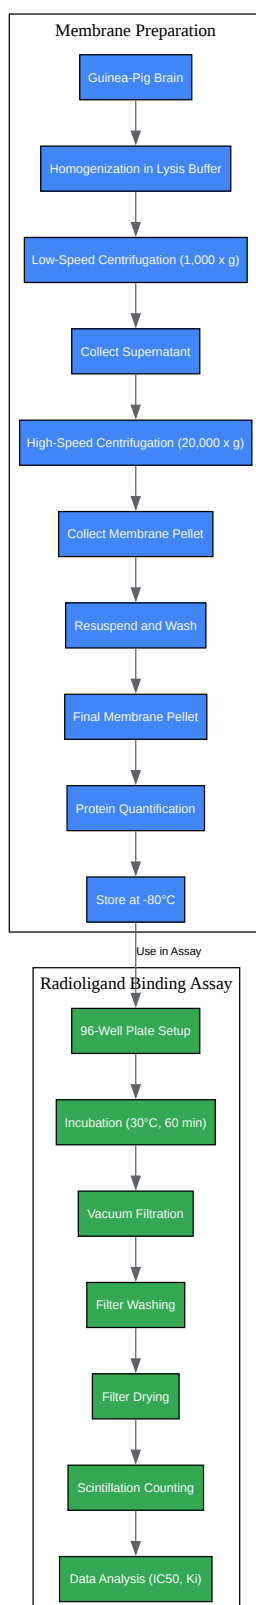 Membrane Preparation
Guinea-Pig Brain
Homogenization in Lysis Buffer
Low-Speed Centrifugation (1,000 x g)
Collect Supernatant
High-Speed Centrifugation (20,000 x g)
Collect Membrane Pellet
Resuspend and Wash
Final Membrane Pellet
Protein Quantification
Store at -80°C
Use in Assay
Radioligand Binding Assay
96-Well Plate Setup
Incubation (30°C, 60 min)
Vacuum Filtration
Filter Washing
Filter Drying
Scintillation Counting
Data Analysis (IC50, Ki)